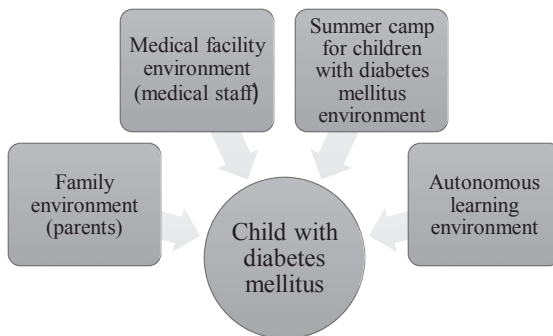 Medical facility
environment
(medical staff)
Summer camp
for children
with diabetes
mellitus
environment
Family
environment
(parents)
Autonomous
learning
environment
Child with
diabetes
mellitus